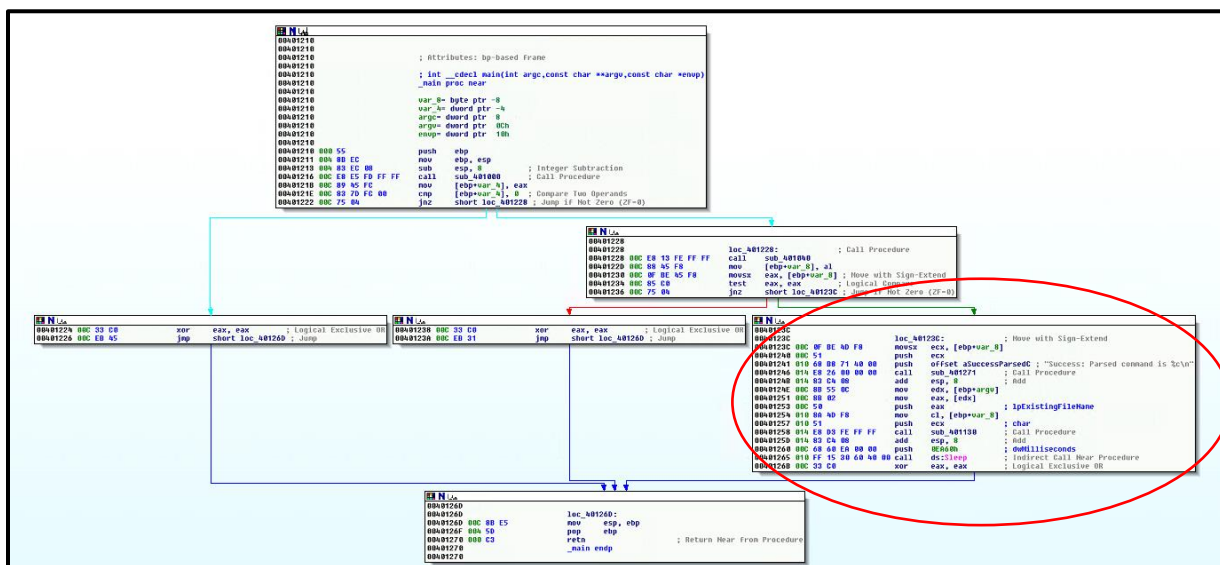 00401210
00401210
00401210 ; Attributes: bp-based frame
00401210
00401210 ; int __cdecl main(int argc,const char **argv,const char *envp)
00401210 _main proc near
00401210
00401210 var_8= byte ptr -8
00401210 var_4= dword ptr -4
00401210 argc= dword ptr 8
00401210 argv= dword ptr 0Ch
00401210 envp= dword ptr 10h
00401210
00401210 000 55 push ebp
00401211 004 8B EC mov ebp, esp
00401213 004 83 EC 08 sub esp, 8 ; Integer Subtraction
00401216 00C E8 E5 FD FF FF call sub_401000 ; Call Procedure
0040121B 00C 89 45 FC mov [ebp+var_4], eax
0040121E 00C 83 7D FC 00 cmp [ebp+var_4], 0 ; Compare Two Operands
00401222 00C 75 04 jnz short loc_401228 ; Jump if Not Zero (ZF=0)
00401228
00401228 loc_401228: ; Call Procedure
00401228 00C E8 13 FE FF FF call sub_401040
0040122D 00C 88 45 F8 mov [ebp+var_8], al
00401230 00C 0F BE 45 F8 movsx eax, [ebp+var_8] ; Move with Sign-Extend
00401234 00C 85 C0 test eax, eax ; Logical Compare
00401236 00C 75 04 jnz short loc_40123C ; Jump if Not Zero (ZF=0)
00401224 00C 33 C0 xor eax, eax ; Logical Exclusive OR
00401226 00C EB 45 jmp short loc_40126D ; Jump
00401238 00C 33 C0 xor eax, eax ; Logical Exclusive OR
0040123A 00C EB 31 jmp short loc_40126D ; Jump
0040123C
0040123C loc_40123C: ; Move with Sign-Extend
0040123C 00C 0F BE 4D F8 movsx ecx, [ebp+var_8]
00401240 00C 51 push ecx
00401241 010 68 B8 71 40 00 push offset aSuccessParsedC ; "Success: Parsed command is %c\n"
00401246 014 E8 26 00 00 00 call sub_401271 ; Call Procedure
0040124B 014 83 C4 08 add esp, 8 ; Add
0040124E 00C 8B 55 0C mov edx, [ebp+argv]
00401251 00C 8B 02 mov eax, [edx]
00401253 00C 50 push eax ; lpExistingFileName
00401254 010 8A 4D F8 mov cl, [ebp+var_8]
00401257 010 51 push ecx ; char
00401258 014 E8 D3 FE FF FF call sub_401130 ; Call Procedure
0040125D 014 83 C4 08 add esp, 8 ; Add
00401260 00C 68 60 EA 00 00 push 0EA60h ; dwMilliseconds
00401265 010 FF 15 30 60 40 00 call ds:Sleep ; Indirect Call Near Procedure
0040126B 00C 33 C0 xor eax, eax ; Logical Exclusive OR
0040126D
0040126D loc_40126D:
0040126D 00C 8B E5 mov esp, ebp
0040126F 004 5D pop ebp
00401270 000 C3 retn ; Return Near from Procedure
00401270 _main endp
00401270